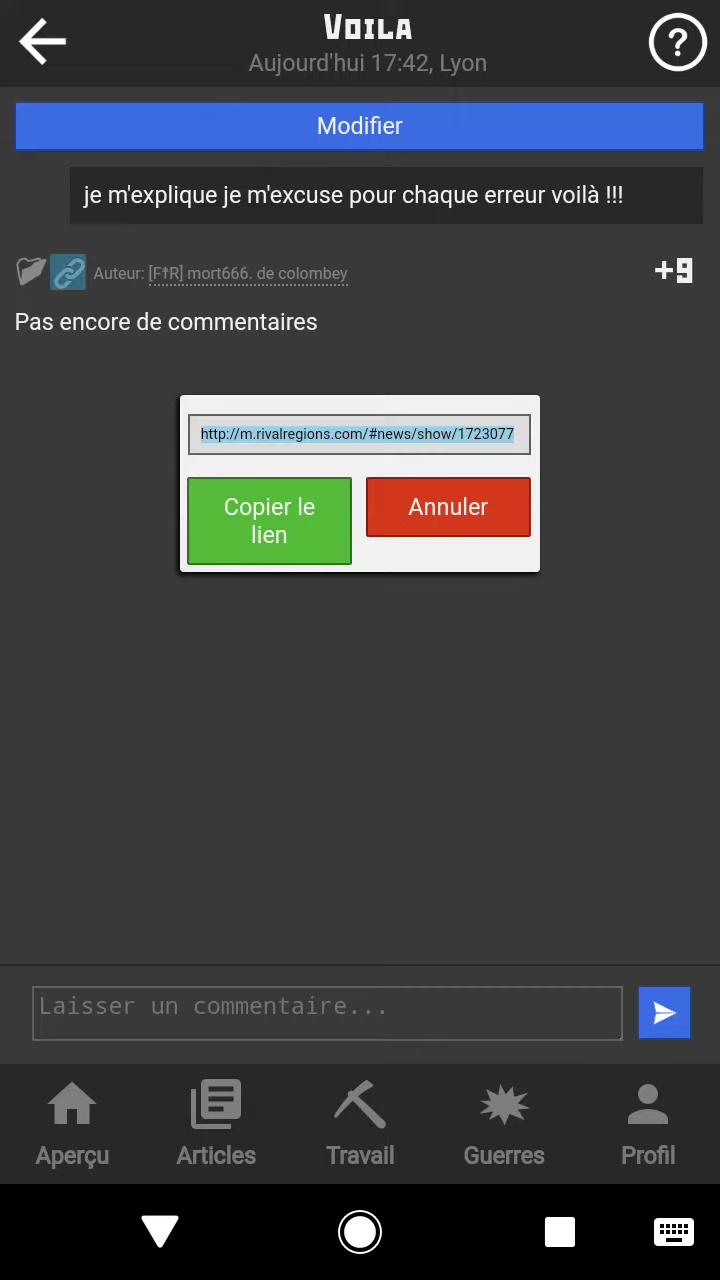 Voila
Aujourd'hui 17:42, Lyon
Modifier
je m'explique je m'excuse pour chaque erreur voilà !!!
Auteur: [F☨R] mort666. de colombey
+9
Pas encore de commentaires
http://m.rivalregions.com/#news/show/1723077
Copier le
lien
Annuler
Laisser un commentaire...
Aperçu
Articles
Travail
Guerres
Profil